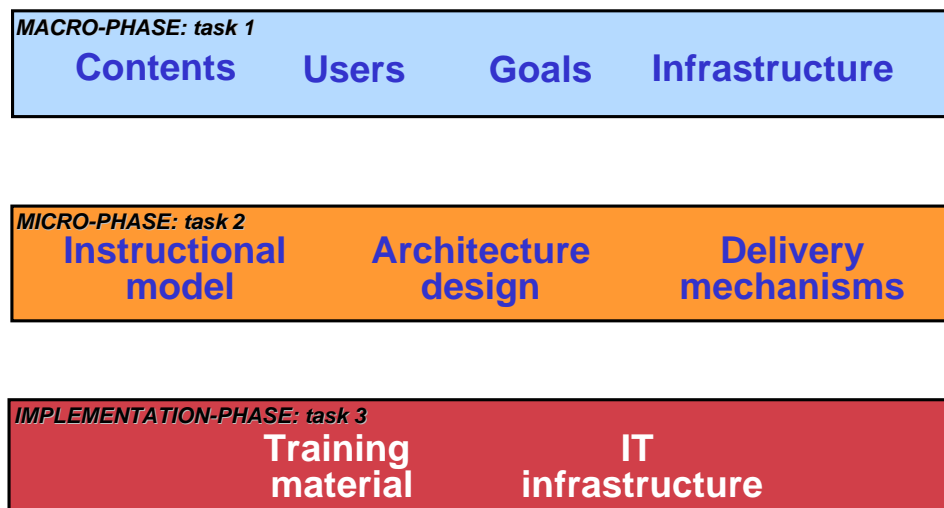 MACRO-PHASE: task 1
Contents Users Goals Infrastructure
MICRO-PHASE: task 2
Instructional Architecture Delivery
model design mechanisms
IMPLEMENTATION-PHASE: task 3
Training IT
material infrastructure